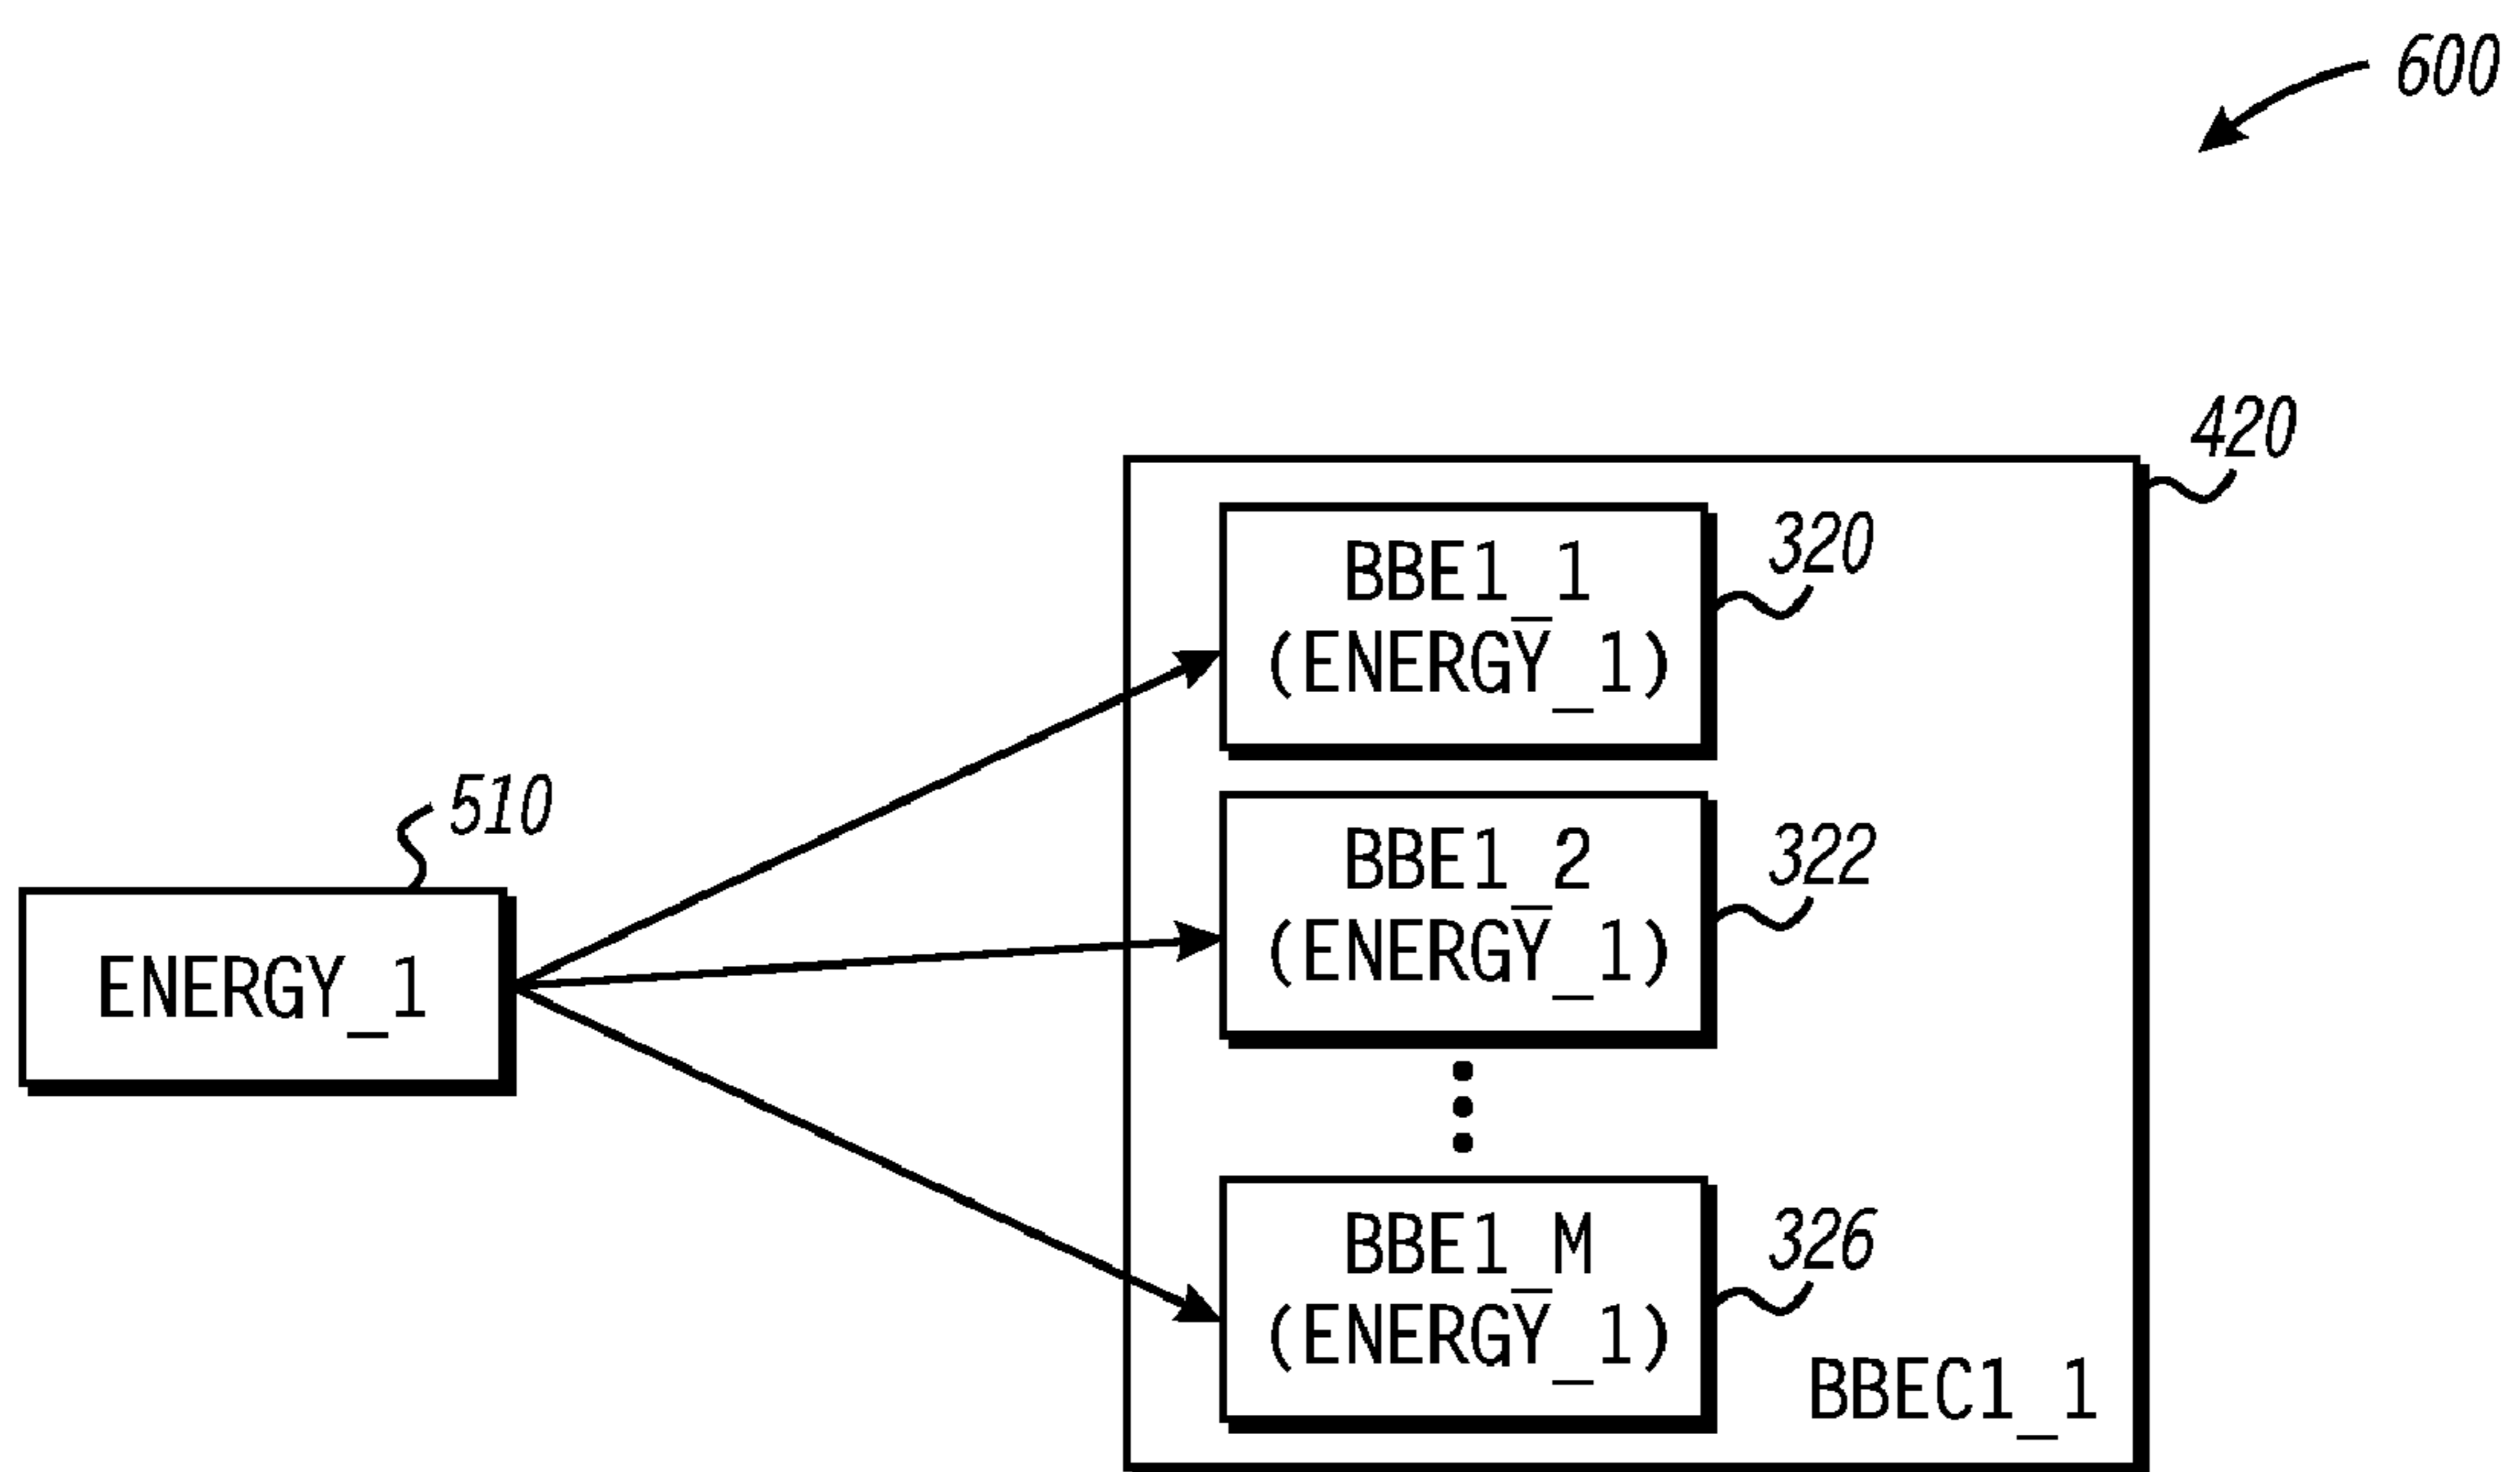 600
420
BBE1_1
(ENERGY_1)
320
510
ENERGY_1
BBE1_2
(ENERGY_1)
322
BBE1_M
(ENERGY_1)
326
BBEC1_1